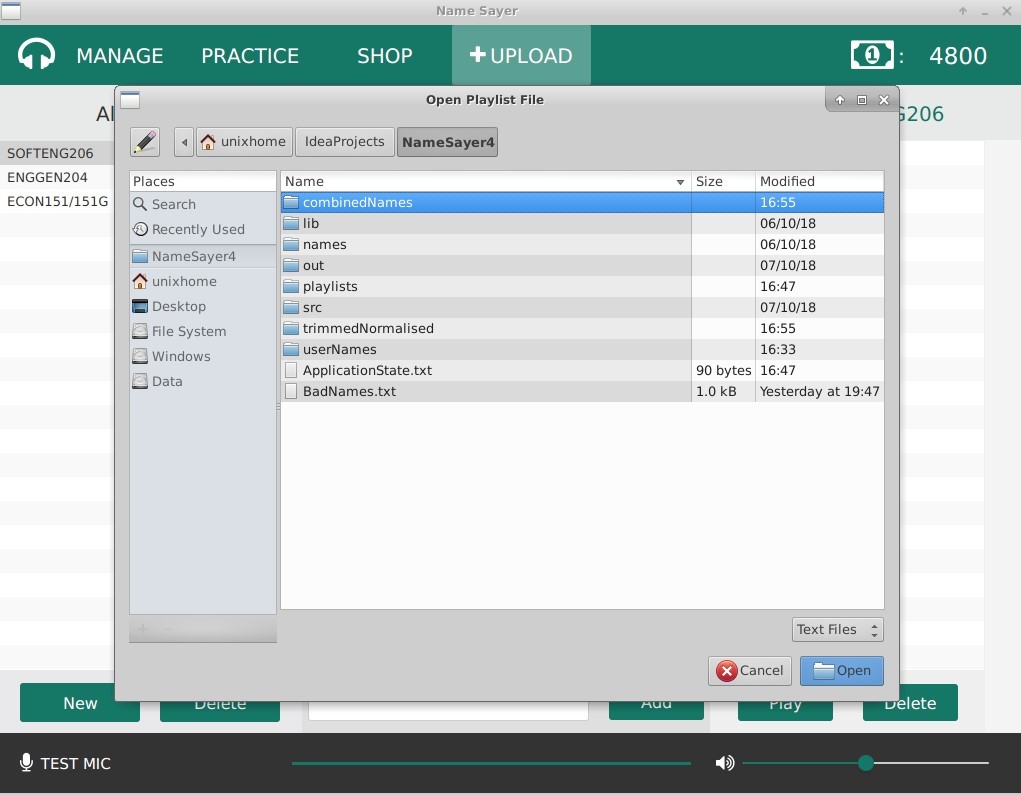 Name Sayer
MANAGE PRACTICE SHOP +UPLOAD 1 : 4800
Open Playlist File
Al G206
unixhome IdeaProjects NameSayer4
SOFTENG206
ENGGEN204
ECON151/151G
Places Name Size Modified
Search combinedNames 16:55
Recently Used lib 06/10/18
NameSayer4 names 06/10/18
unixhome out 07/10/18
Desktop playlists 16:47
File System src 07/10/18
Windows trimmedNormalised 16:55
Data userNames 16:33
ApplicationState.txt 90 bytes 16:47
BadNames.txt 1.0 kB Yesterday at 19:47
Text Files
Cancel Open
New Delete Add Play Delete
TEST MIC